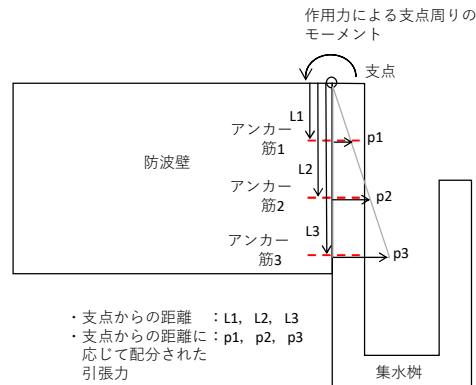 作用力による支点周りの
モーメント
支点
L1
アンカー
筋1
p1
防波壁
L2
アンカー
筋2
p2
L3
アンカー
筋3
p3
・支点からの距離 ：L1, L2, L3
・支点からの距離に：p1, p2, p3
応じて配分された
引張力
集水桝